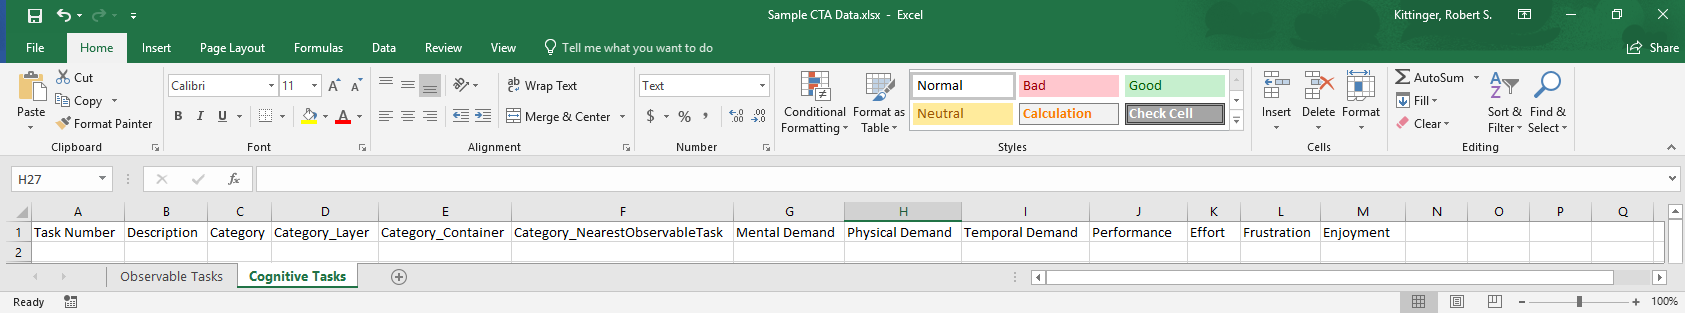 Sample CTA Data.xlsx - Excel
Kittinger, Robert S.
File Home Insert Page Layout Formulas Data Review View Tell me what you want to do Share
Paste
Cut
Copy
Format Painter
Clipboard
Calibri 11 A A
B I U A
Font
ab c Wrap Text
Merge & Center
Alignment
Text
$ % , .00 .0 .00
Number
Conditional Formatting
Format as Table
Normal Bad Good
Neutral Calculation Check Cell
Styles
Insert Delete Format
Cells
AutoSum
Fill
Clear
Sort & Filter
Find & Select
Editing
H27 fx
A B C D E F G H I J K L M N O P Q
1 Task Number Description Category Category_Layer Category_Container Category_NearestObservableTask Mental Demand Physical Demand Temporal Demand Performance Effort Frustration Enjoyment
2
Observable Tasks Cognitive Tasks
Ready 100%